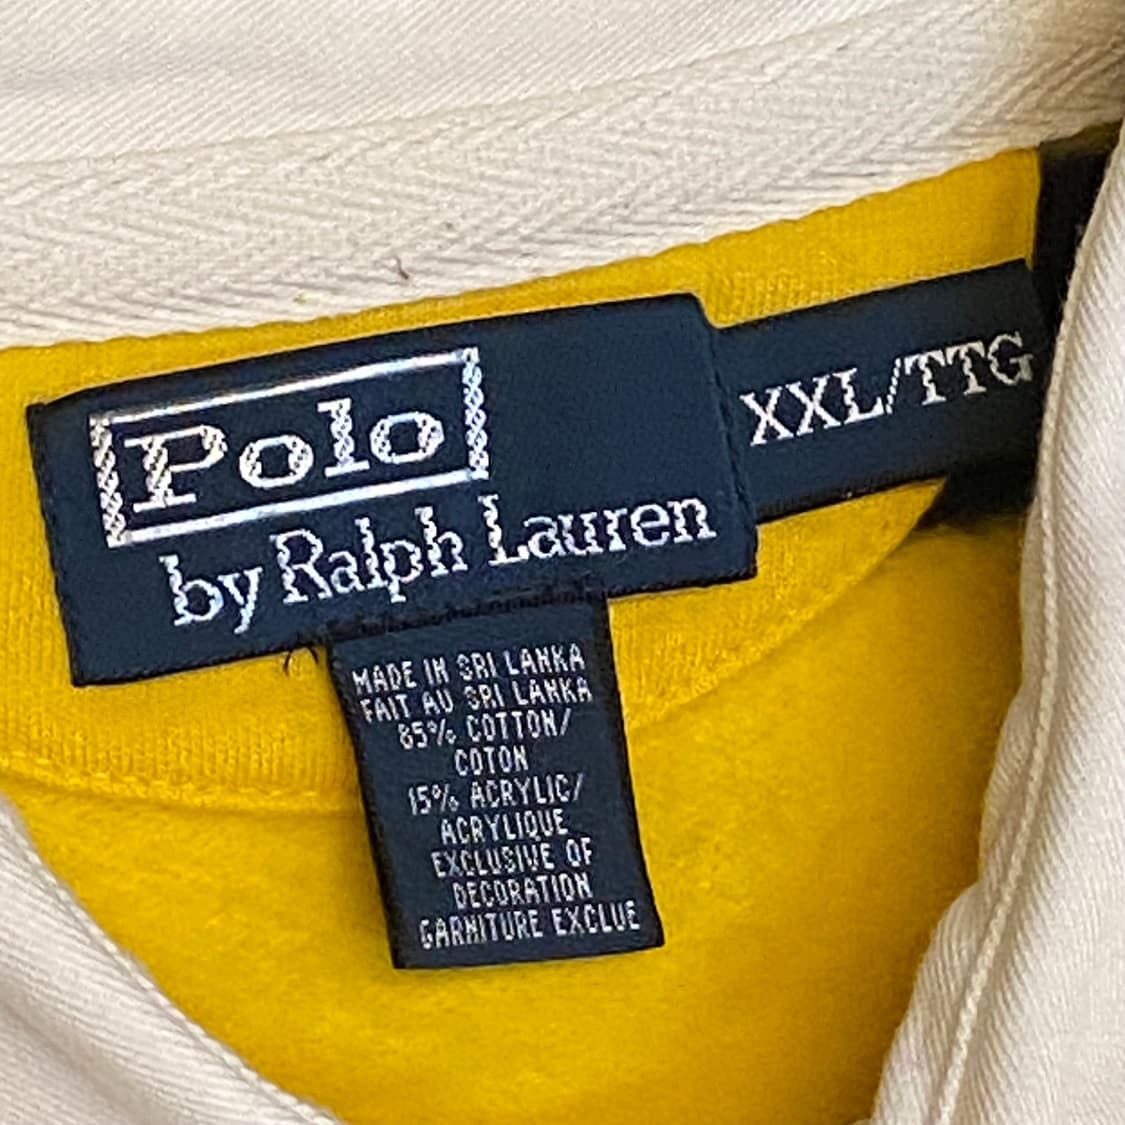 Polo
by Ralph Lauren
XXL/TTG
MADE IN SRI LANKA
FAIT AU SRI LANKA
85% COTTON/
COTON
15% ACRYLIC/
ACRYLIQUE
EXCLUSIVE OF
DECORATION
GARNITURE EXCLUE